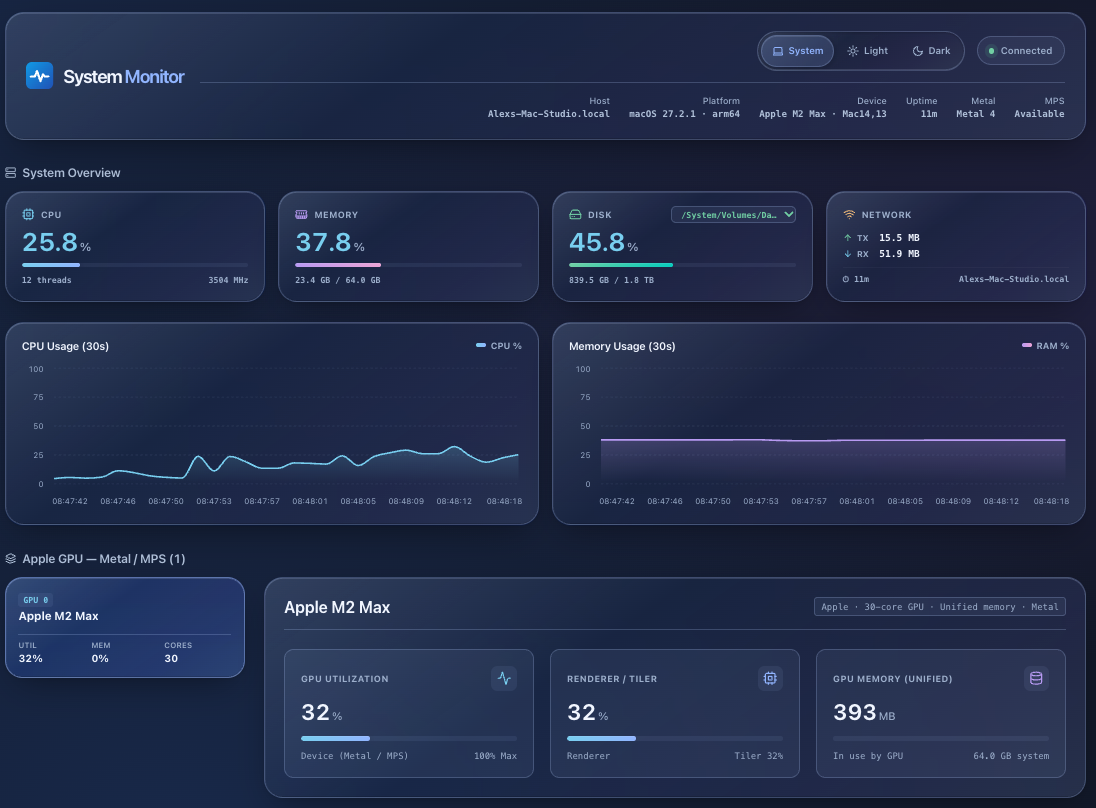 System Light Dark Connected
System Monitor
Host Platform Device Uptime Metal MPS
Alexs-Mac-Studio.local macOS 27.2.1 · arm64 Apple M2 Max · Mac14,13 11m Metal 4 Available
System Overview
CPU
25.8%
12 threads 3504 MHz
MEMORY
37.8%
23.4 GB / 64.0 GB
DISK /System/Volumes/Da…
45.8%
839.5 GB / 1.8 TB
NETWORK
↑ TX 15.5 MB
↓ RX 51.9 MB
11m Alexs-Mac-Studio.local
CPU Usage (30s) CPU %
100
75
50
25
0
08:47:42 08:47:46 08:47:50 08:47:53 08:47:57 08:48:01 08:48:05 08:48:09 08:48:12 08:48:18
Memory Usage (30s) RAM %
100
75
50
25
0
08:47:42 08:47:46 08:47:50 08:47:53 08:47:57 08:48:01 08:48:05 08:48:09 08:48:12 08:48:18
Apple GPU — Metal / MPS (1)
GPU 0
Apple M2 Max
UTIL MEM CORES
32% 0% 30
Apple M2 Max Apple · 30-core GPU · Unified memory · Metal
GPU UTILIZATION
32%
Device (Metal / MPS) 100% Max
RENDERER / TILER
32%
Renderer Tiler 32%
GPU MEMORY (UNIFIED)
393 MB
In use by GPU 64.0 GB system